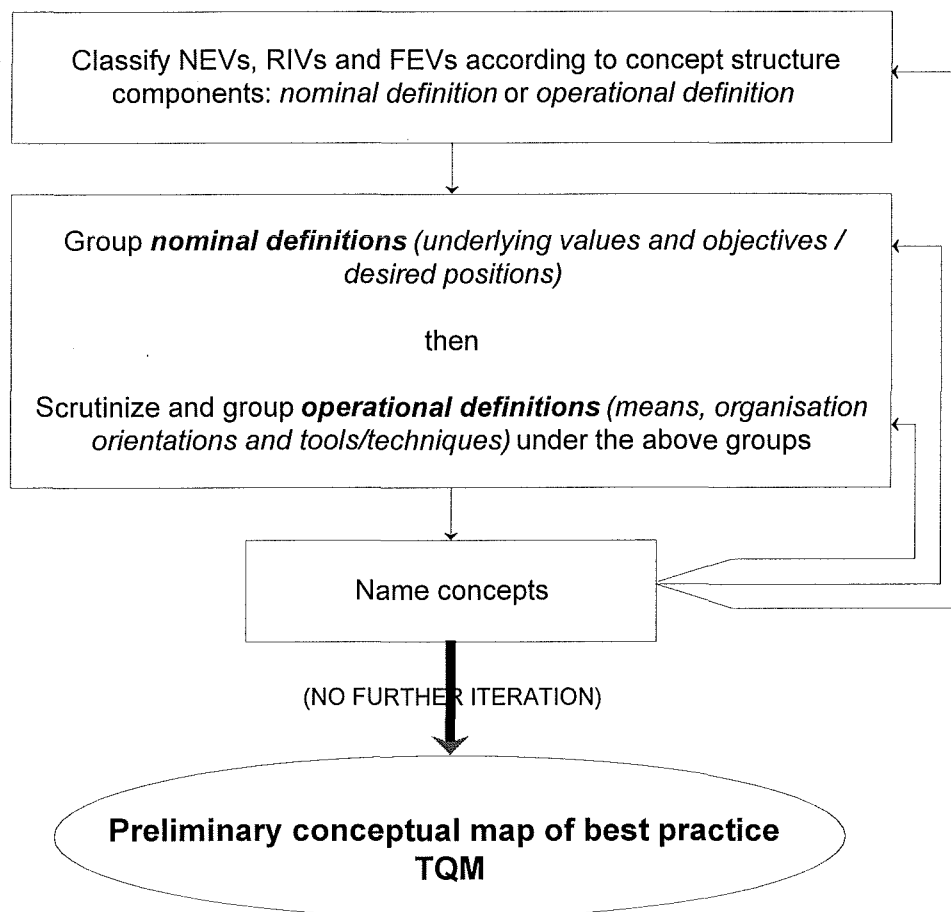 Classify NEVs, RIVs and FEVs according to concept structure
components: nominal definition or operational definition
Group nominal definitions (underlying values and objectives /
desired positions)
then
Scrutinize and group operational definitions (means, organisation
orientations and tools/techniques) under the above groups
Name concepts
(NO FURTHER ITERATION)
Preliminary conceptual map of best practice
TQM